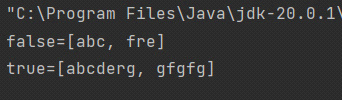 "C:\Program Files\Java\jdk-20.0.1\
false=[abc, fre]
true=[abcderg, gfgfg]